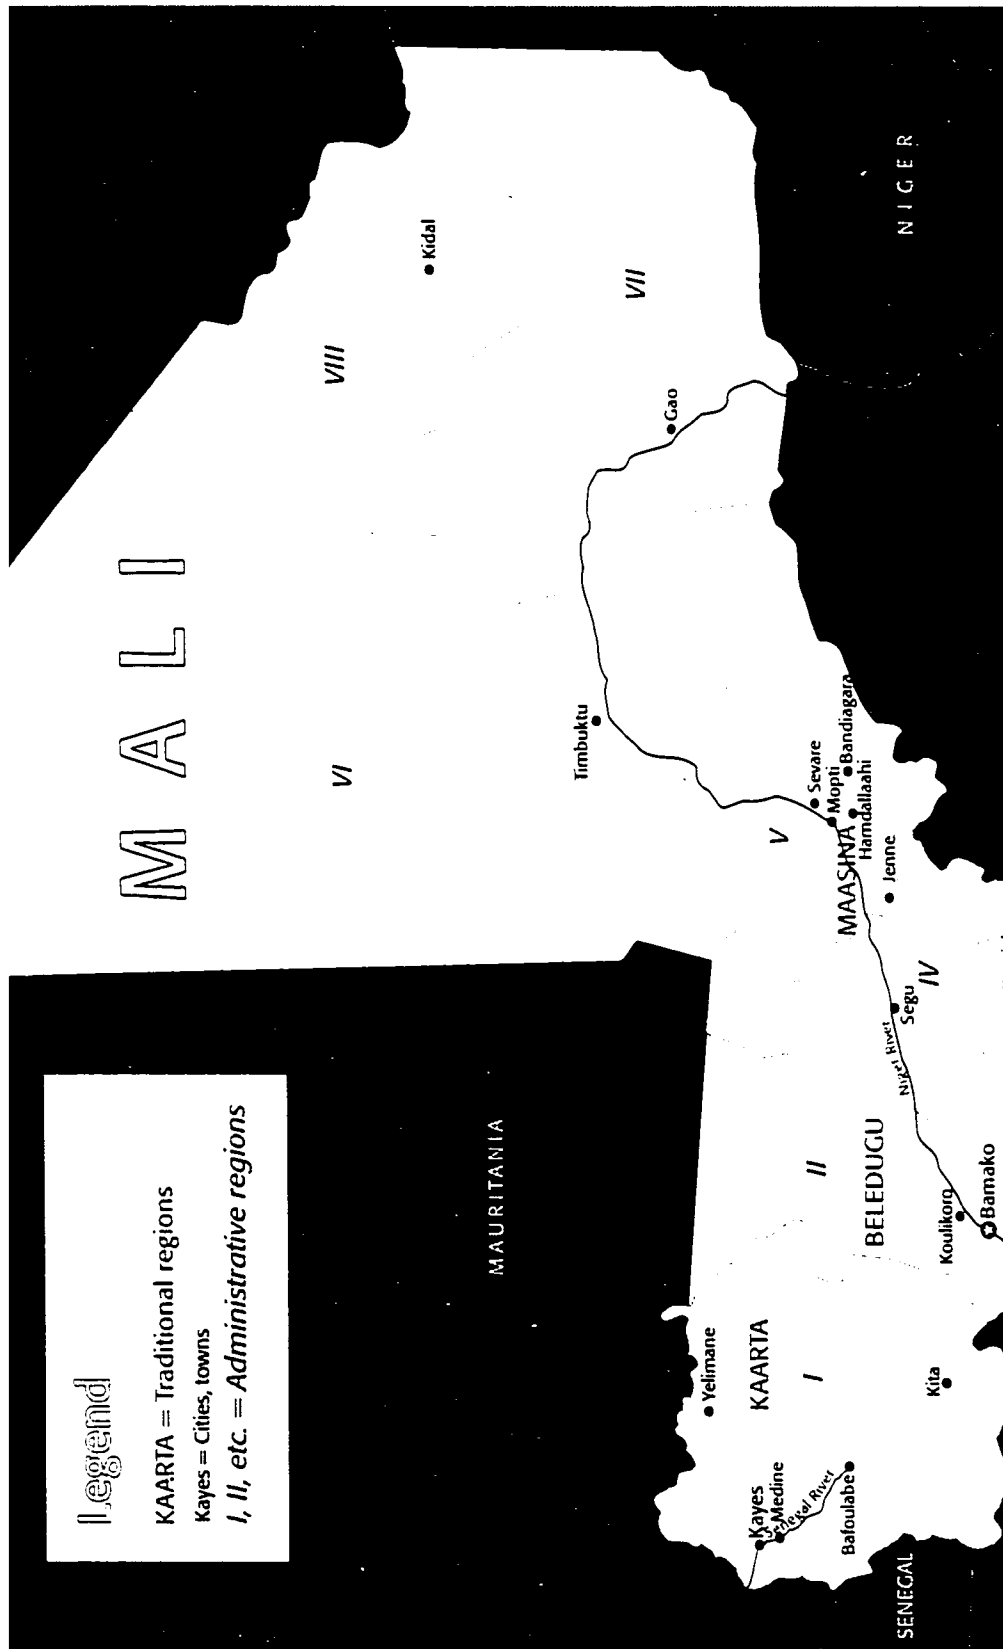 MALI
Legend
KAARTA = Traditional regions
Kayes = Cities, towns
I, II, etc. = Administrative regions
MAURITANIA
VIII
Kidal
VI
VII
Timbuktu
Gao
NIGER
V
Sevare
Mopti
Bandiagara
MAASINA
Hamdallaahi
Jenne
IV
Segu
Niger River
II
BELEDUGU
Koulikoro
Bamako
Yelimane
KAARTA
I
Kita
Kayes
Medine
Senegal River
Bafoulabe
SENEGAL